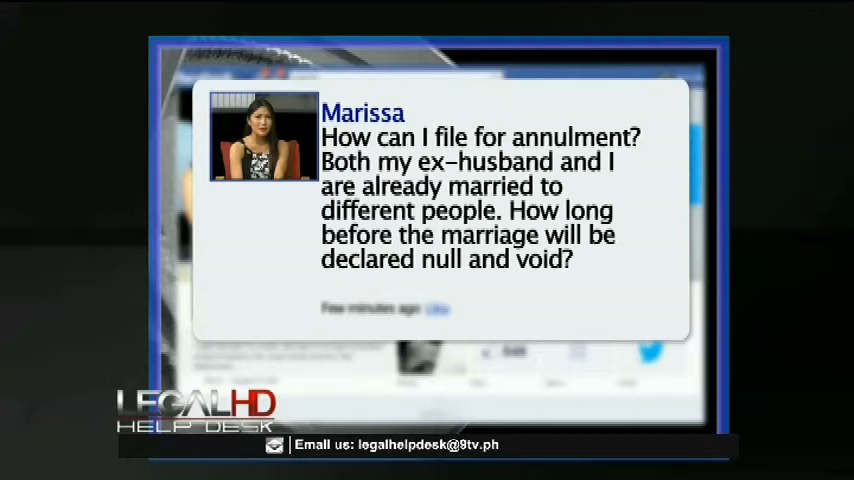 Marissa
How can I file for annulment?
Both my ex-husband and I
are already married to
different people. How long
before the marriage will be
declared null and void?
Few minutes ago Like
LEGALHD
HELP DESK
Email us: legalhelpdesk@9tv.ph